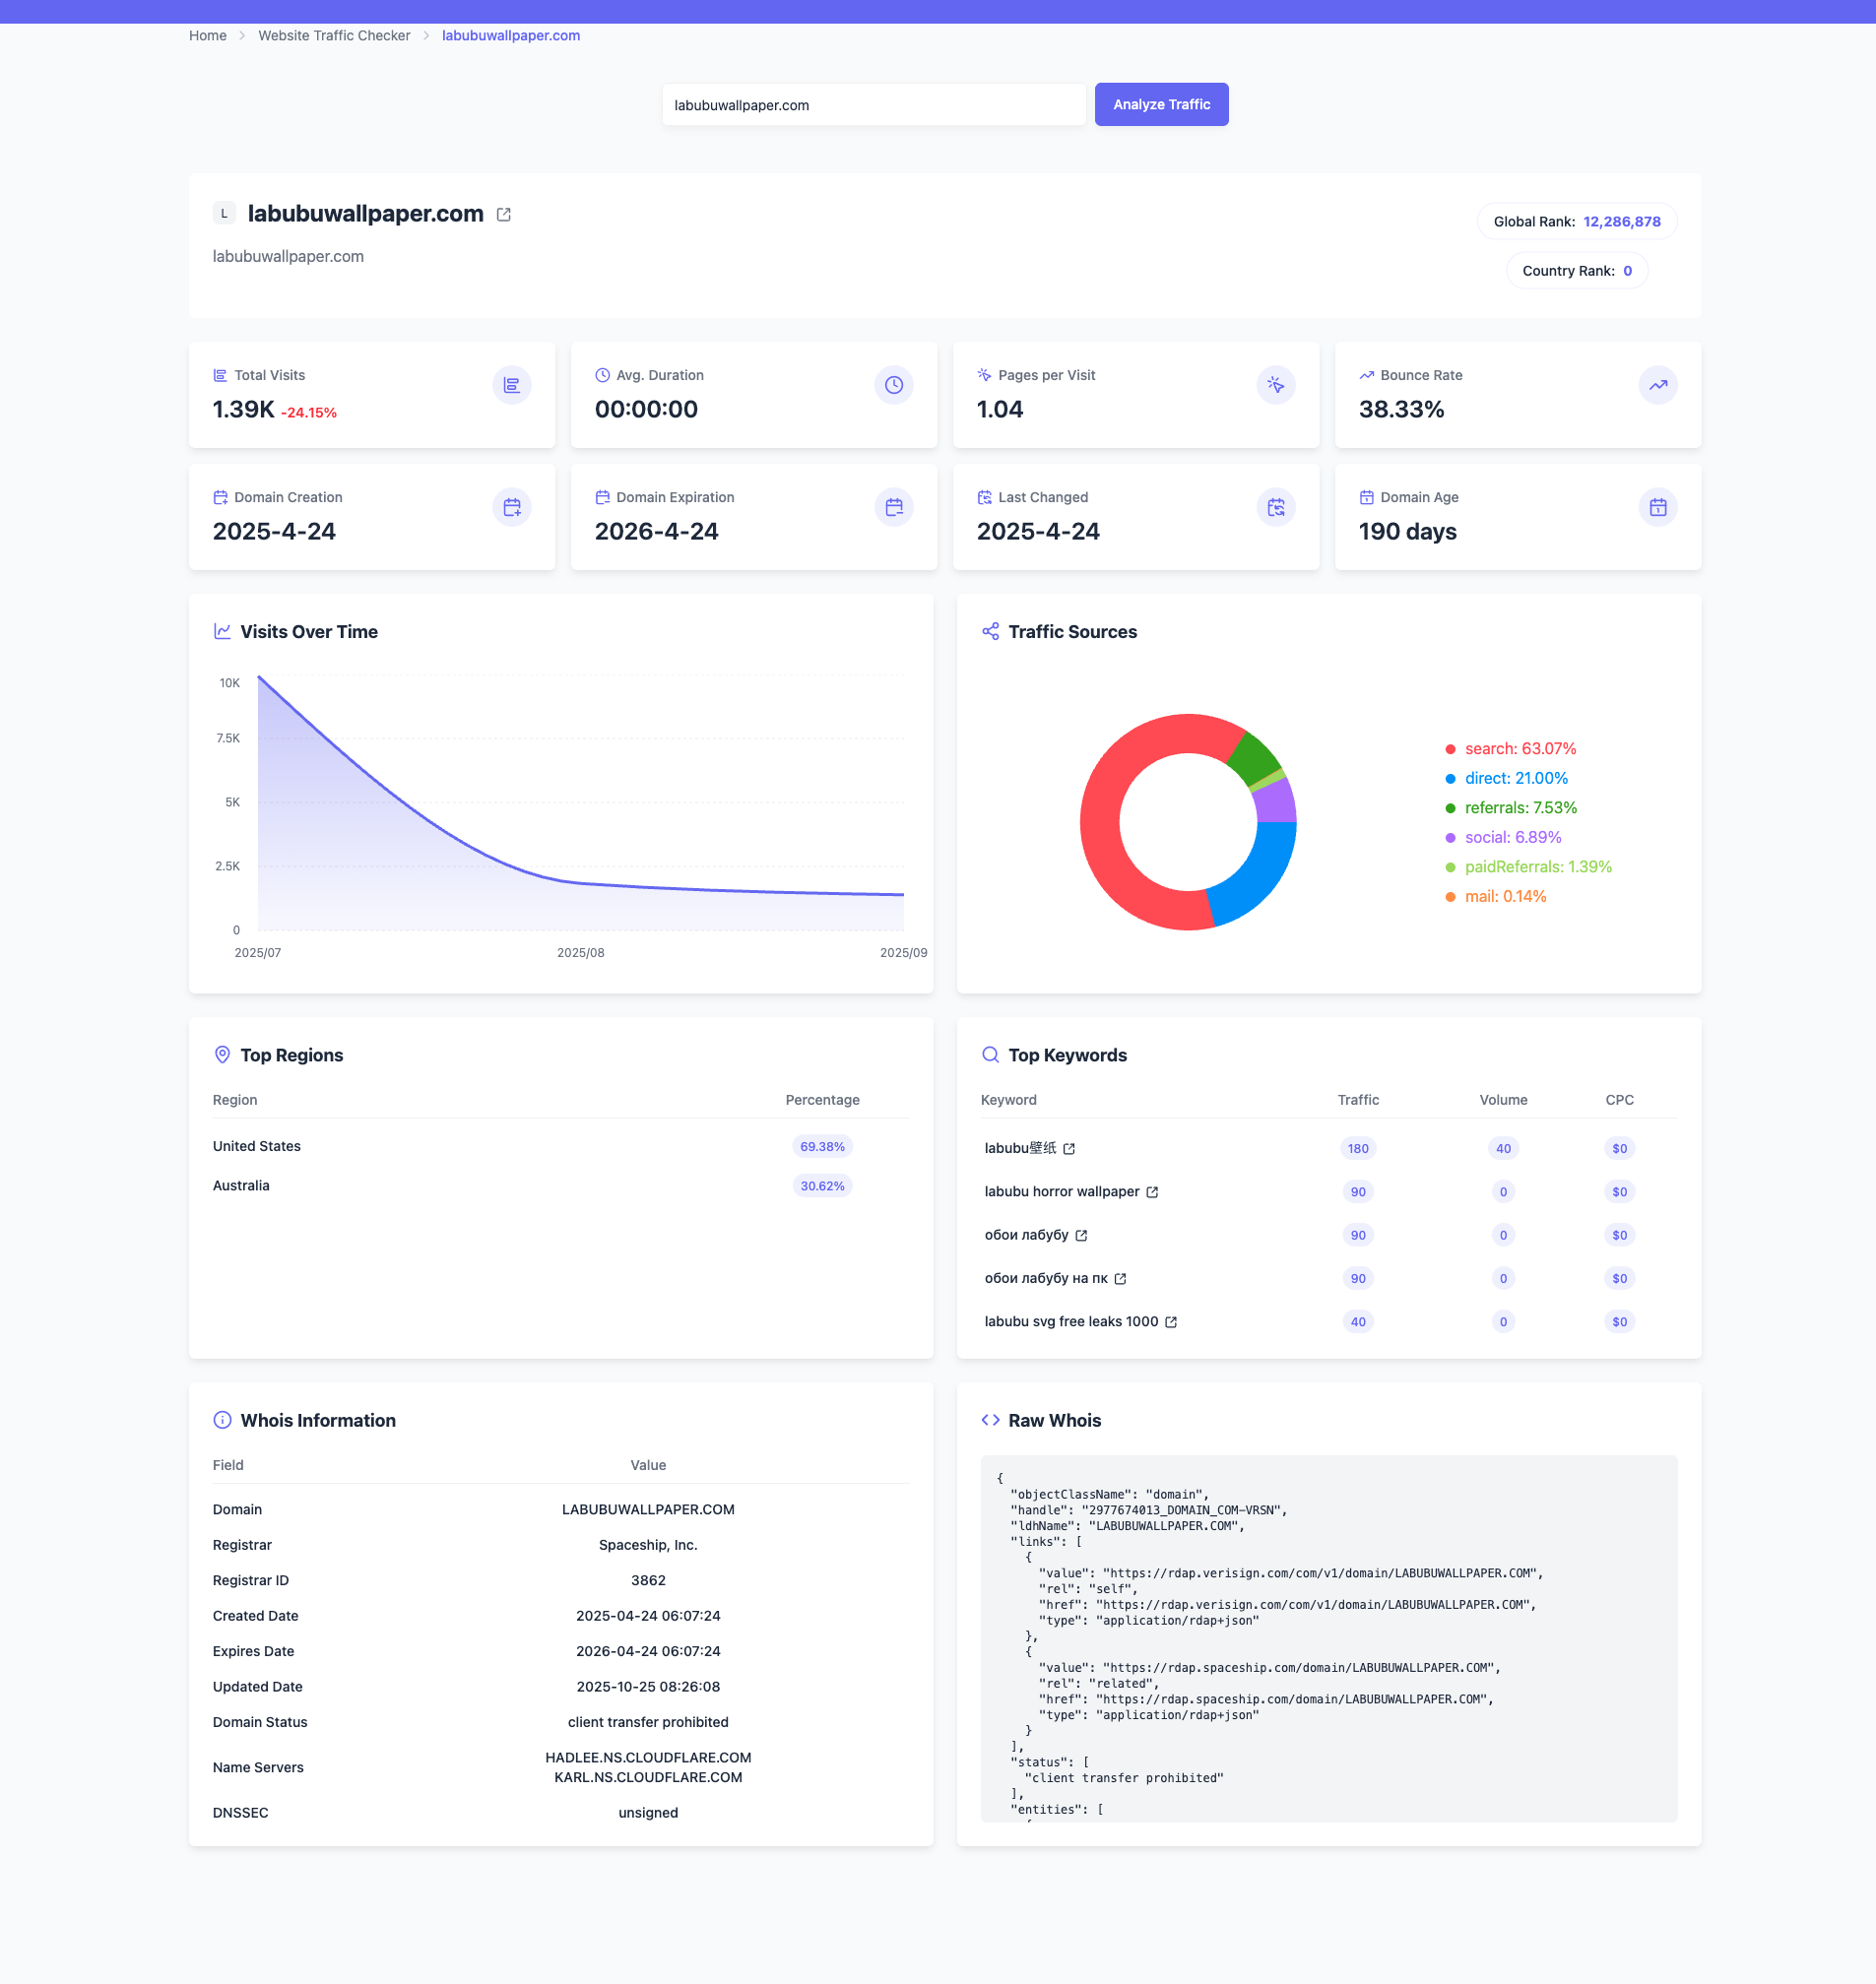 Home > Website Traffic Checker > labubuwallpaper.com
labubuwallpaper.com Analyze Traffic
L labubuwallpaper.com
labubuwallpaper.com
Global Rank: 12,286,878
Country Rank: 0
Total Visits
1.39K -24.15%
Avg. Duration
00:00:00
Pages per Visit
1.04
Bounce Rate
38.33%
Domain Creation
2025-4-24
Domain Expiration
2026-4-24
Last Changed
2025-4-24
Domain Age
190 days
Visits Over Time
10K
7.5K
5K
2.5K
0
2025/07 2025/08 2025/09
Traffic Sources
search: 63.07%
direct: 21.00%
referrals: 7.53%
social: 6.89%
paidReferrals: 1.39%
mail: 0.14%
Top Regions
Region Percentage
United States 69.38%
Australia 30.62%
Top Keywords
Keyword Traffic Volume CPC
labubu壁纸 180 40 $0
labubu horror wallpaper 90 0 $0
обои лабубу 90 0 $0
обои лабубу на пк 90 0 $0
labubu svg free leaks 1000 40 0 $0
Whois Information
Field Value
Domain LABUBUWALLPAPER.COM
Registrar Spaceship, Inc.
Registrar ID 3862
Created Date 2025-04-24 06:07:24
Expires Date 2026-04-24 06:07:24
Updated Date 2025-10-25 08:26:08
Domain Status client transfer prohibited
Name Servers HADLEE.NS.CLOUDFLARE.COM
KARL.NS.CLOUDFLARE.COM
DNSSEC unsigned
Raw Whois
{
"objectClassName": "domain",
"handle": "2977674013_DOMAIN_COM-VRSN",
"ldhName": "LABUBUWALLPAPER.COM",
"links": [
{
"value": "https://rdap.verisign.com/com/v1/domain/LABUBUWALLPAPER.COM",
"rel": "self",
"href": "https://rdap.verisign.com/com/v1/domain/LABUBUWALLPAPER.COM",
"type": "application/rdap+json"
},
{
"value": "https://rdap.spaceship.com/domain/LABUBUWALLPAPER.COM",
"rel": "related",
"href": "https://rdap.spaceship.com/domain/LABUBUWALLPAPER.COM",
"type": "application/rdap+json"
}
],
"status": [
"client transfer prohibited"
],
"entities": [